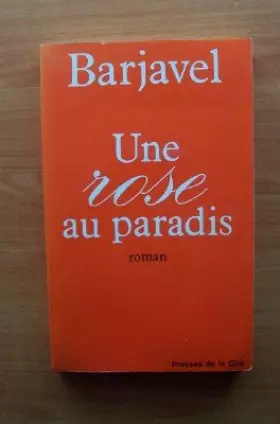 Barjavel
Une
rose
au paradis
roman
Presses de la Cité